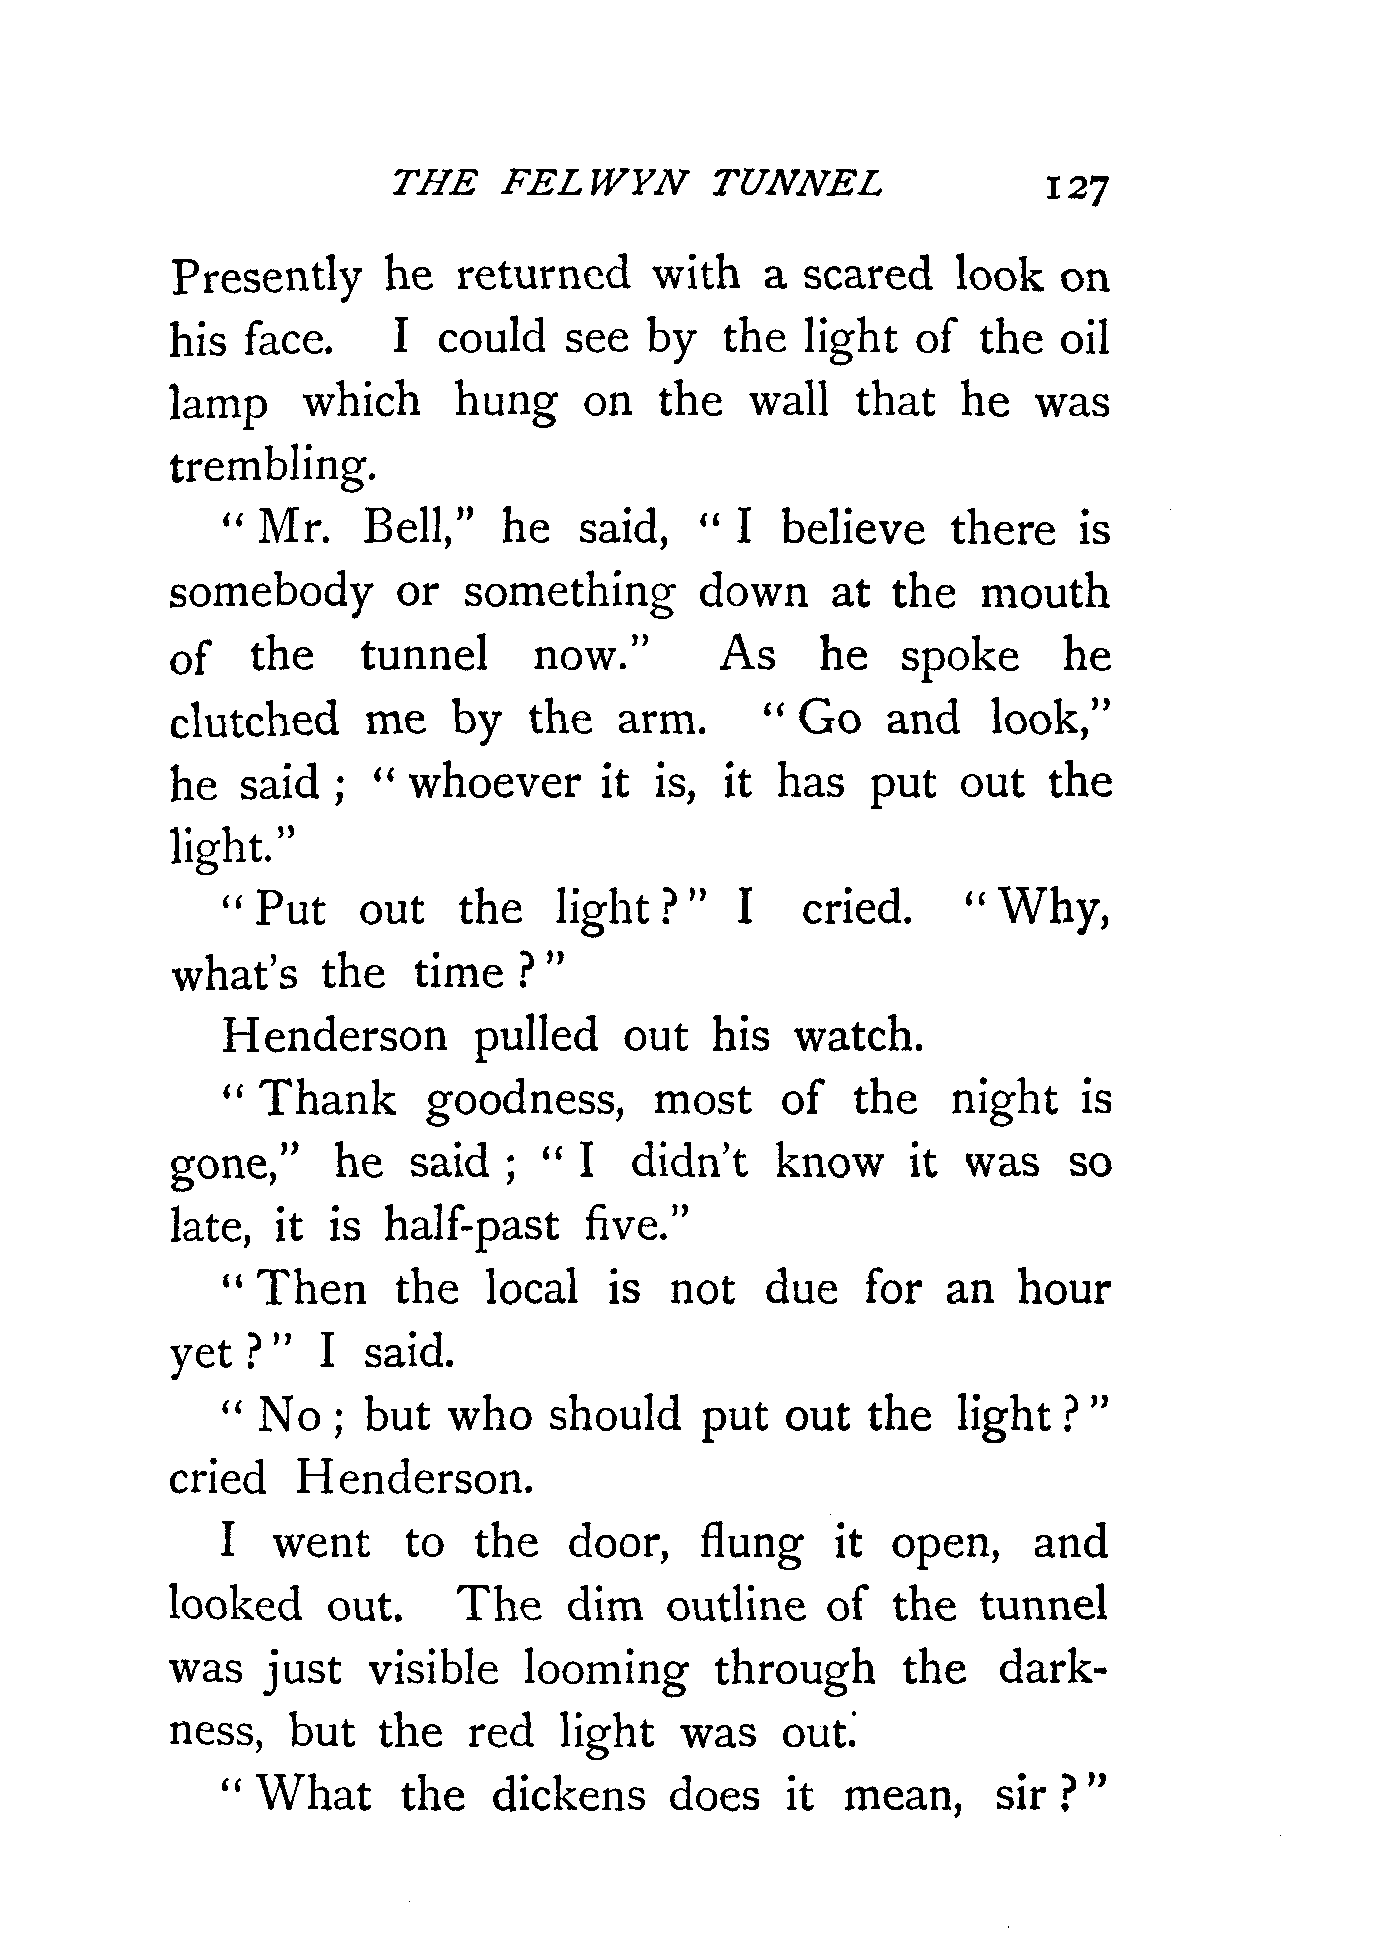 THE FELWYN TUNNEL 127
Presently he returned with a scared look on
his face. I could see by the light of the oil
lamp which hung on the wall that he was
trembling.
" Mr. Bell," he said, " I believe there is
somebody or something down at the mouth
of the tunnel now." As he spoke he
clutched me by the arm. " Go and look,"
he said ; " whoever it is, it has put out the
light."
" Put out the light ? " I cried. " Why,
what's the time ? "
Henderson pulled out his watch.
" Thank goodness, most of the night is
gone," he said ; " I didn't know it was so
late, it is half-past five."
" Then the local is not due for an hour
yet ? " I said.
" No ; but who should put out the light ? "
cried Henderson.
I went to the door, flung it open, and
looked out. The dim outline of the tunnel
was just visible looming through the dark-
ness, but the red light was out.
" What the dickens does it mean, sir ? "